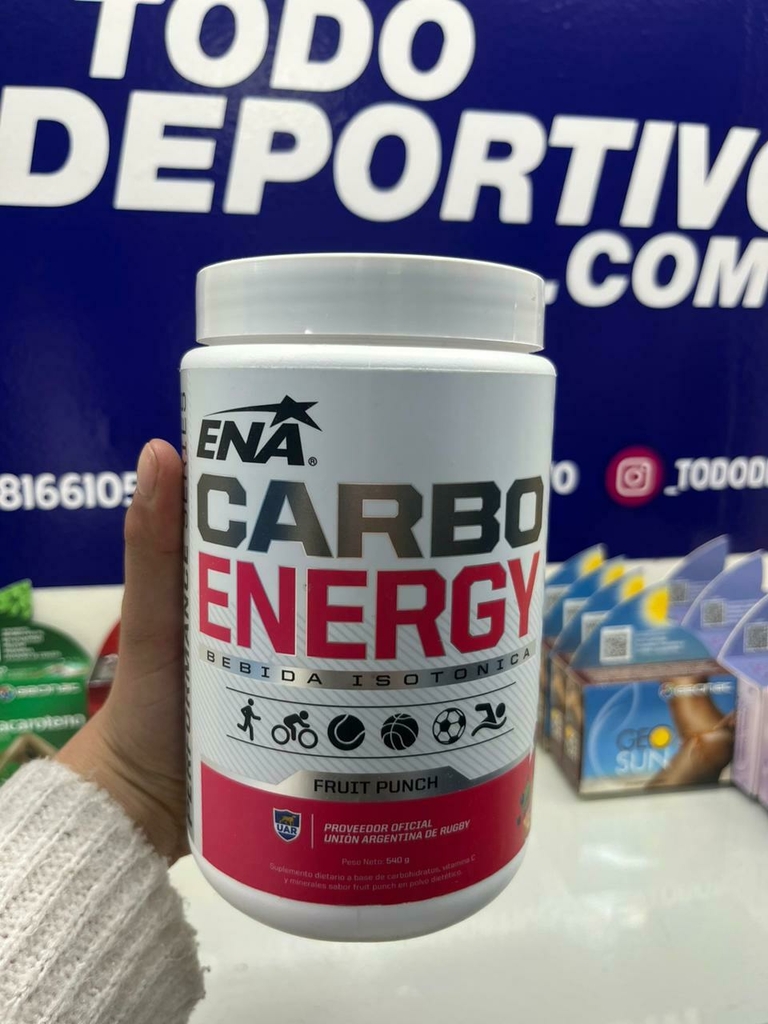 TODO
DEPORTIVO
.COM
8166105
_TODOD
ENA®
CARBO
ENERGY
BEBIDA ISOTONICA
FRUIT PUNCH
UAR
PROVEEDOR OFICIAL
UNIÓN ARGENTINA DE RUGBY
Peso Neto: 540 g
Suplemento dietario a base de carbohidratos, vitamina C
y minerales sabor fruit punch en polvo dietético.
acaroteno
GEO
SUN